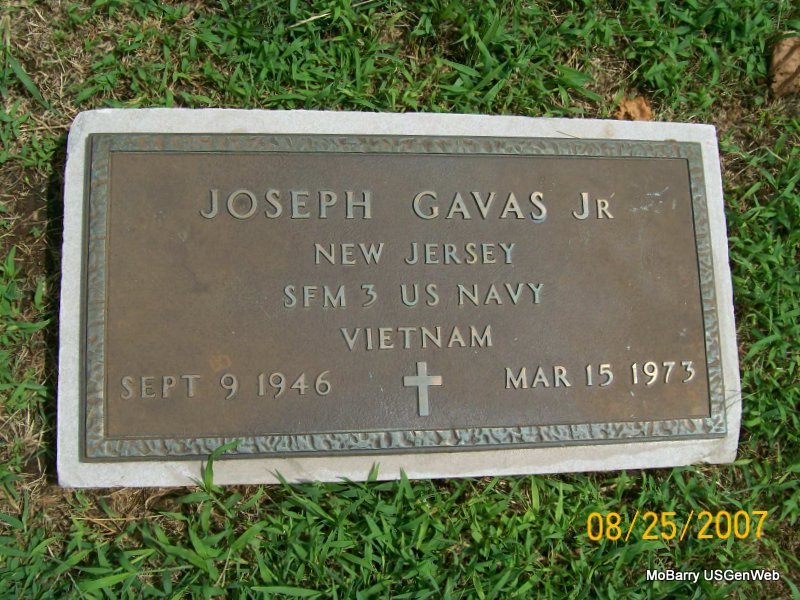 JOSEPH GAVAS JR
NEW JERSEY
SFM 3 US NAVY
VIETNAM
SEPT 9 1946 MAR 15 1973
08/25/2007
MoBarry USGenWeb